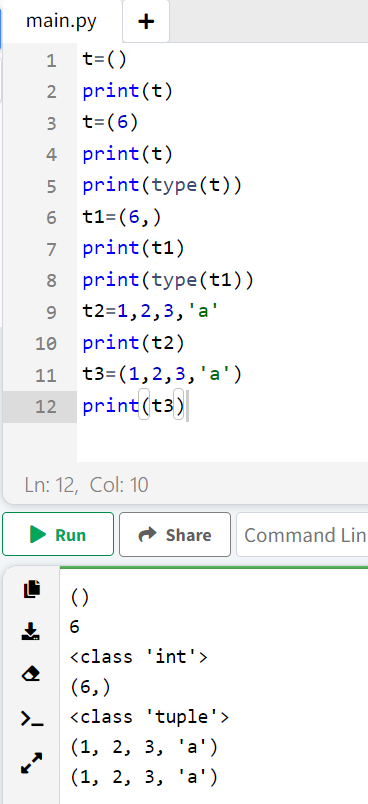 main.py +
1 t=()
2 print(t)
3 t=(6)
4 print(t)
5 print(type(t))
6 t1=(6,)
7 print(t1)
8 print(type(t1))
9 t2=1,2,3,'a'
10 print(t2)
11 t3=(1,2,3,'a')
12 print(t3)
Ln: 12, Col: 10
Run Share Command Lin
()
6
<class 'int'>
(6,)
<class 'tuple'>
(1, 2, 3, 'a')
(1, 2, 3, 'a')